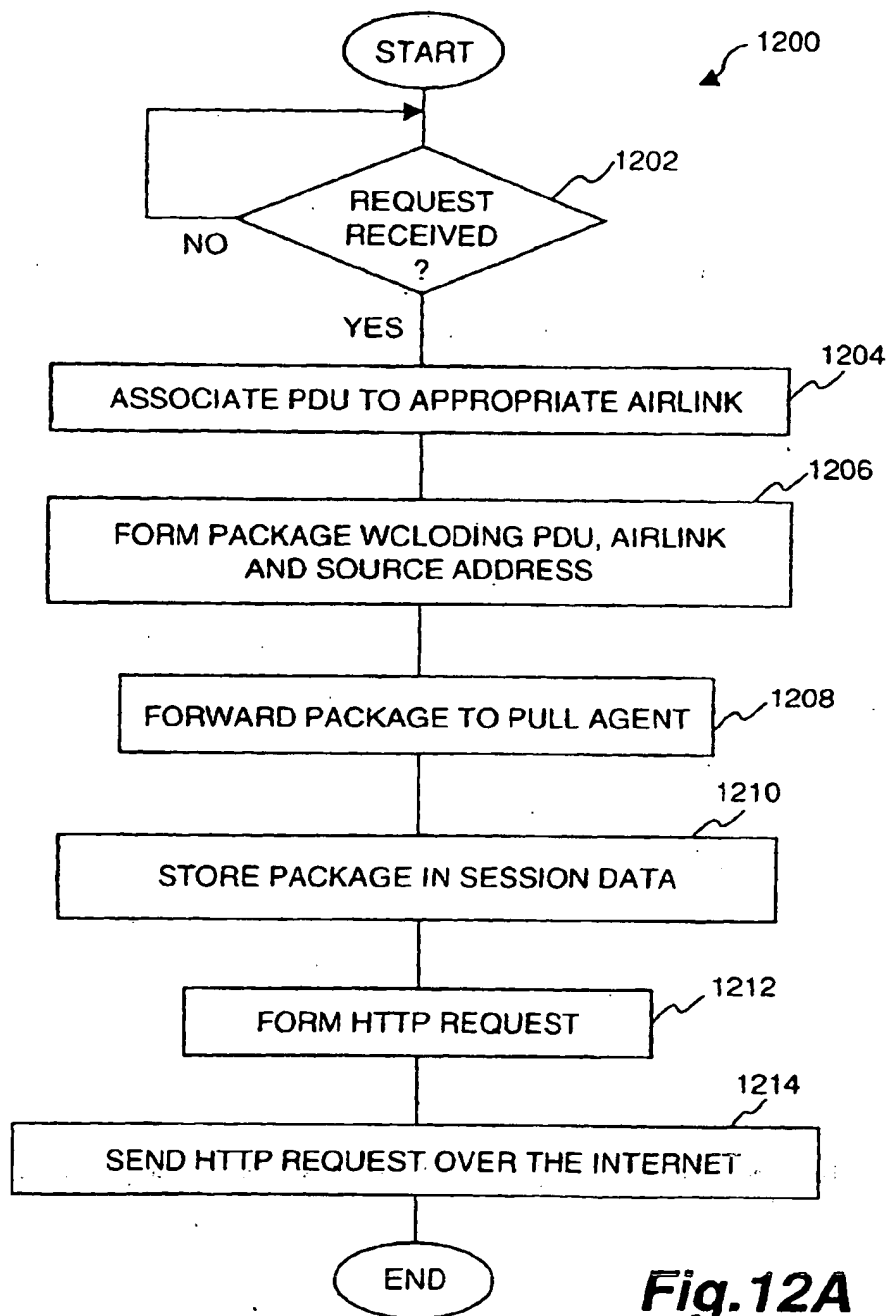 START
1200
1202
REQUEST
RECEIVED
?
NO
YES
1204
ASSOCIATE PDU TO APPROPRIATE AIRLINK
1206
FORM PACKAGE WCLODING PDU, AIRLINK
AND SOURCE ADDRESS
1208
FORWARD PACKAGE TO PULL AGENT
1210
STORE PACKAGE IN SESSION DATA
1212
FORM HTTP REQUEST
1214
SEND HTTP REQUEST OVER THE INTERNET
END
Fig.12A